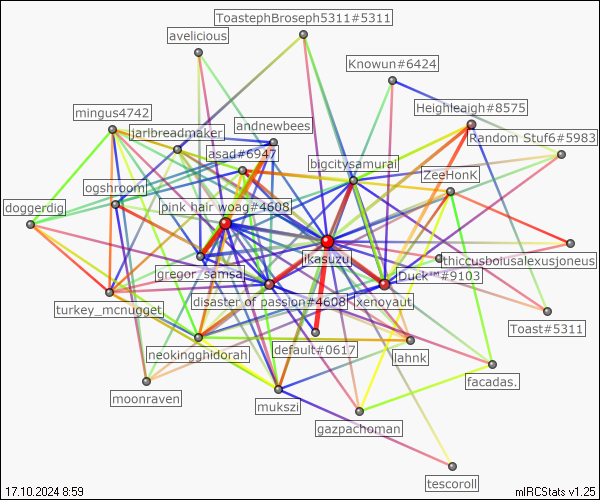 ToastephBroseph5311#5311
avelicious
Knowun#6424
Heighleaigh#8575
mingus4742
andnewbees
jarlbreadmaker
Random Stuf6#5983
asad#6947
bigcitysamurai
ZeeHonK
ogshroom
doggerdig
pink hair woag#4608
ikasuzu
thiccusboiusalexusjoneus
gregor_samsa
Duck™#9103
turkey_mcnugget
disaster of passion#4608
xenoyaut
Toast#5311
neokingghidorah
default#0617
lahnk
facadas.
moonraven
mukszi
gazpachoman
tescoroll
17.10.2024 8:59
mIRCStats v1.25